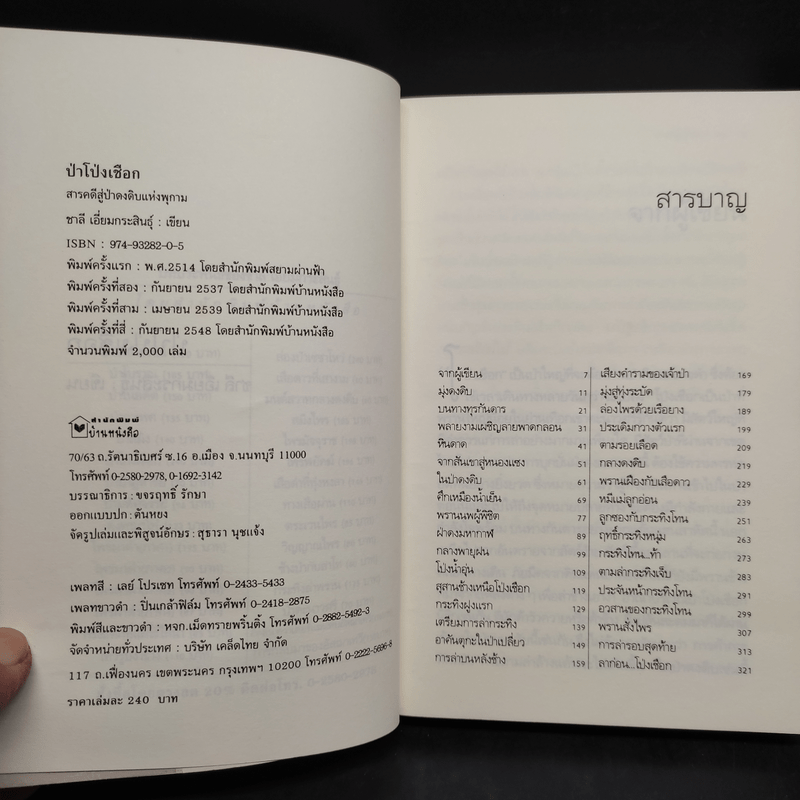 ป่าโป่งเชือก
สารคดีสู่ป่าดงดิบแห่งพุกาม
ชาลี เอี่ยมกระสินธุ์ : เขียน
ISBN : 974-93282-0-5
พิมพ์ครั้งแรก : พ.ศ.2514 โดยสำนักพิมพ์สยามผ่านฟ้า
พิมพ์ครั้งที่สอง : กันยายน 2537 โดยสำนักพิมพ์บ้านหนังสือ
พิมพ์ครั้งที่สาม : เมษายน 2539 โดยสำนักพิมพ์บ้านหนังสือ
พิมพ์ครั้งที่สี่ : กันยายน 2548 โดยสำนักพิมพ์บ้านหนังสือ
จำนวนพิมพ์ 2,000 เล่ม
สำนักพิมพ์
บ้านหนังสือ
70/63 ถ.รัตนาธิเบศร์ ซ.16 อ.เมือง จ.นนทบุรี 11000
โทรศัพท์ 0-2580-2978, 0-1692-3142
บรรณาธิการ : ขจรฤทธิ์ รักษา
ออกแบบปก : ต้นหยง
จัดรูปเล่มและพิสูจน์อักษร : สุธารา นุชแจ้ง
เพลทสี : เลย์ โปรเซท โทรศัพท์ 0-2433-5433
เพลทขาวดำ : ปิ่นเกล้าฟิล์ม โทรศัพท์ 0-2418-2875
พิมพ์สีและขาวดำ : หจก.เม็ดทรายพริ้นติ้ง โทรศัพท์ 0-2882-5492-3
จัดจำหน่ายทั่วประเทศ : บริษัท เคล็ดไทย จำกัด
117 ถ.เฟื่องนคร เขตพระนคร กรุงเทพฯ 10200 โทรศัพท์ 0-2222-5698-8
ราคาเล่มละ 240 บาท
สารบาญ
จากผู้เขียน 7
มุ่งดงดิบ 11
บนทางทุรกันดาร 21
พลายงามเผชิญลายพาดกลอน 31
หินดาด 41
จากสันเขาสู่หนองแซง 51
ในป่าดงดิบ 61
ศึกเหมืองน้ำเย็น 69
พรานนพผู้พิชิต 77
ฝ่าดงมหากาฬ 89
กลางพายุฝน 99
โป่งน้ำอุ่น 109
สุสานช้างเหนือโป่งเชือก 119
กระทิงฝูงแรก 129
เตรียมการล่ากระทิง 139
อาคันตุกะในป่าเปลี่ยว 149
การล่าบนหลังช้าง 159
เสียงคำรามของเจ้าป่า 169
มุ่งสู่ทุ่งระบัด 179
ล่องไพรด้วยเรือยาง 189
ประเดิมกวางตัวแรก 199
ตามรอยเลือด 209
กลางดงดิบ 219
พรานเฝืองกับเสือดาว 229
หมีแม่ลูกอ่อน 239
ลูกซองกับกระทิงโทน 251
ฤทธิ์กระทิงหนุ่ม 263
กระทิงโทน...ท้า 273
ตามล่ากระทิงเจ็บ 283
ประจันหน้ากระทิงโทน 291
อวสานของกระทิงโทน 299
พรานสั่งไพร 307
การล่ารอบสุดท้าย 313
ลาก่อน...โป่งเชือก 321